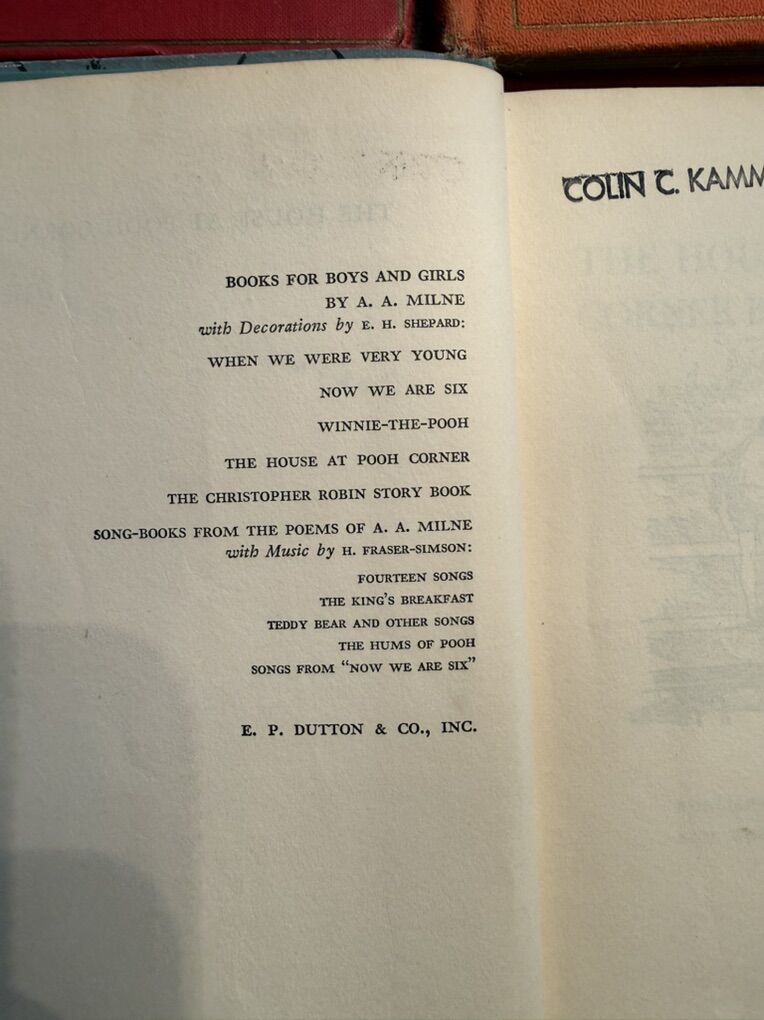 BOOKS FOR BOYS AND GIRLS
BY A. A. MILNE
with Decorations by E. H. SHEPARD:
WHEN WE WERE VERY YOUNG
NOW WE ARE SIX
WINNIE-THE-POOH
THE HOUSE AT POOH CORNER
THE CHRISTOPHER ROBIN STORY BOOK
SONG-BOOKS FROM THE POEMS OF A. A. MILNE
with Music by H. FRASER-SIMSON:
FOURTEEN SONGS
THE KING'S BREAKFAST
TEDDY BEAR AND OTHER SONGS
THE HUMS OF POOH
SONGS FROM "NOW WE ARE SIX"
E. P. DUTTON & CO., INC.
COLIN C. KAMM